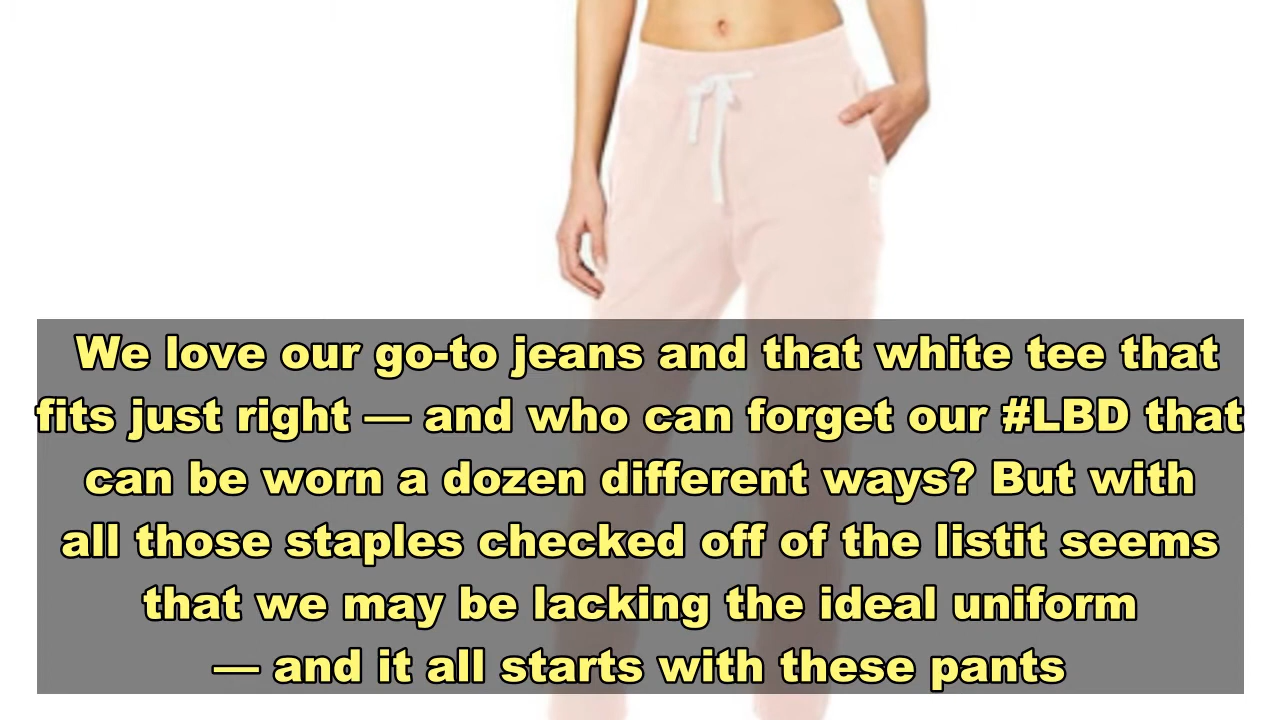 We love our go-to jeans and that white tee that
fits just right — and who can forget our #LBD that
can be worn a dozen different ways? But with
all those staples checked off of the listit seems
that we may be lacking the ideal uniform
— and it all starts with these pants